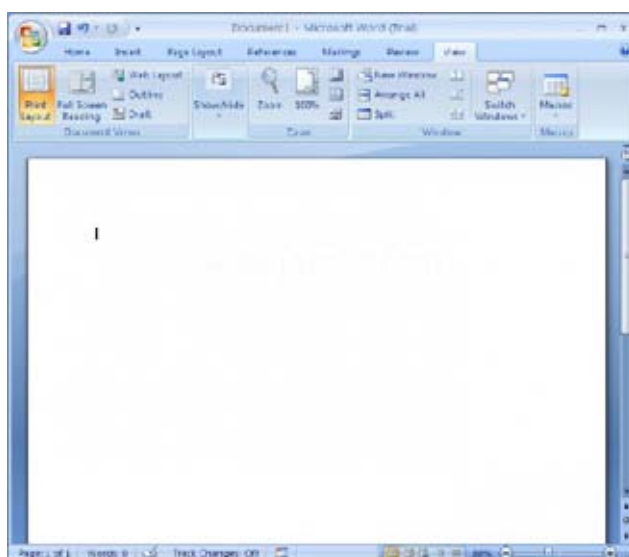 Document1 - Microsoft Word (Trial)
Home Insert Page Layout References Mailings Review View
Web Layout New Window
Print Full Screen Outline Show/Hide Zoom 100% Arrange All Switch Macros
Layout Reading Draft Split Windows
Document Views Zoom Window Macros
Page: 1 of 1 Words: 0 Track Changes: Off 80%